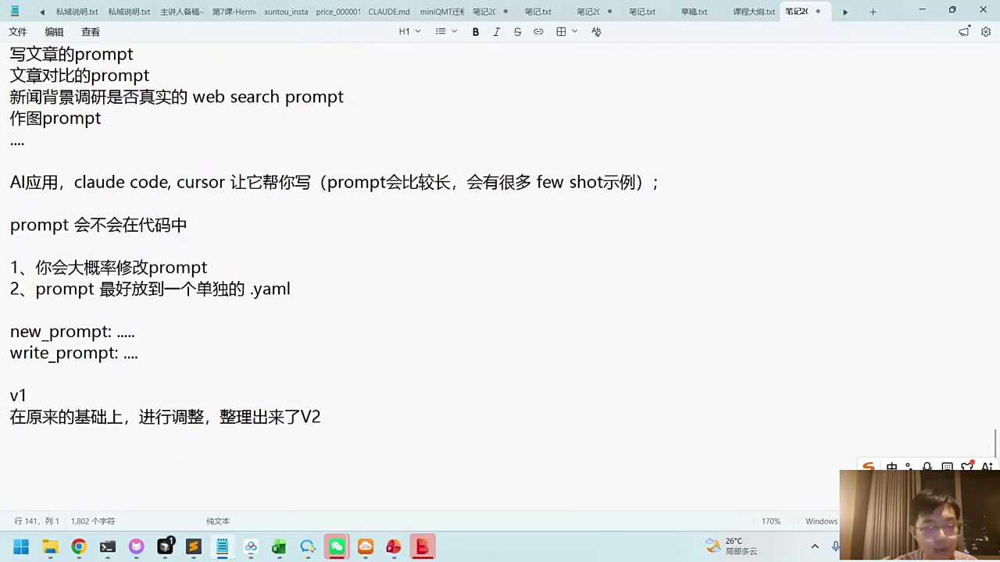 私域说明.txt 私域说明.txt 主讲人备稿- 第7课-Herm xuntou_insta price_000001 CLAUDE.md miniQMT迁移 笔记20 笔记.txt 笔记20 笔记.txt 草稿.txt 课程大纲.txt 笔记20
文件 编辑 查看 H1 B I S
写文章的prompt
文章对比的prompt
新闻背景调研是否真实的 web search prompt
作图prompt
....
AI应用，claude code, cursor 让它帮你写（prompt会比较长，会有很多 few shot示例）；
prompt 会不会在代码中
1、你会大概率修改prompt
2、prompt 最好放到一个单独的 .yaml
new_prompt: .....
write_prompt: ....
v1
在原来的基础上，进行调整，整理出来了V2
中
行 141，列 1 1,802 个字符 纯文本 170% Windows
1 26°C
局部多云